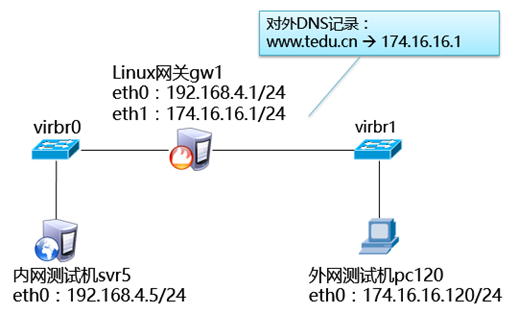 对外DNS记录：
www.tedu.cn → 174.16.16.1
Linux网关gw1
eth0：192.168.4.1/24
eth1：174.16.16.1/24
virbr0
virbr1
内网测试机svr5
eth0：192.168.4.5/24
外网测试机pc120
eth0：174.16.16.120/24